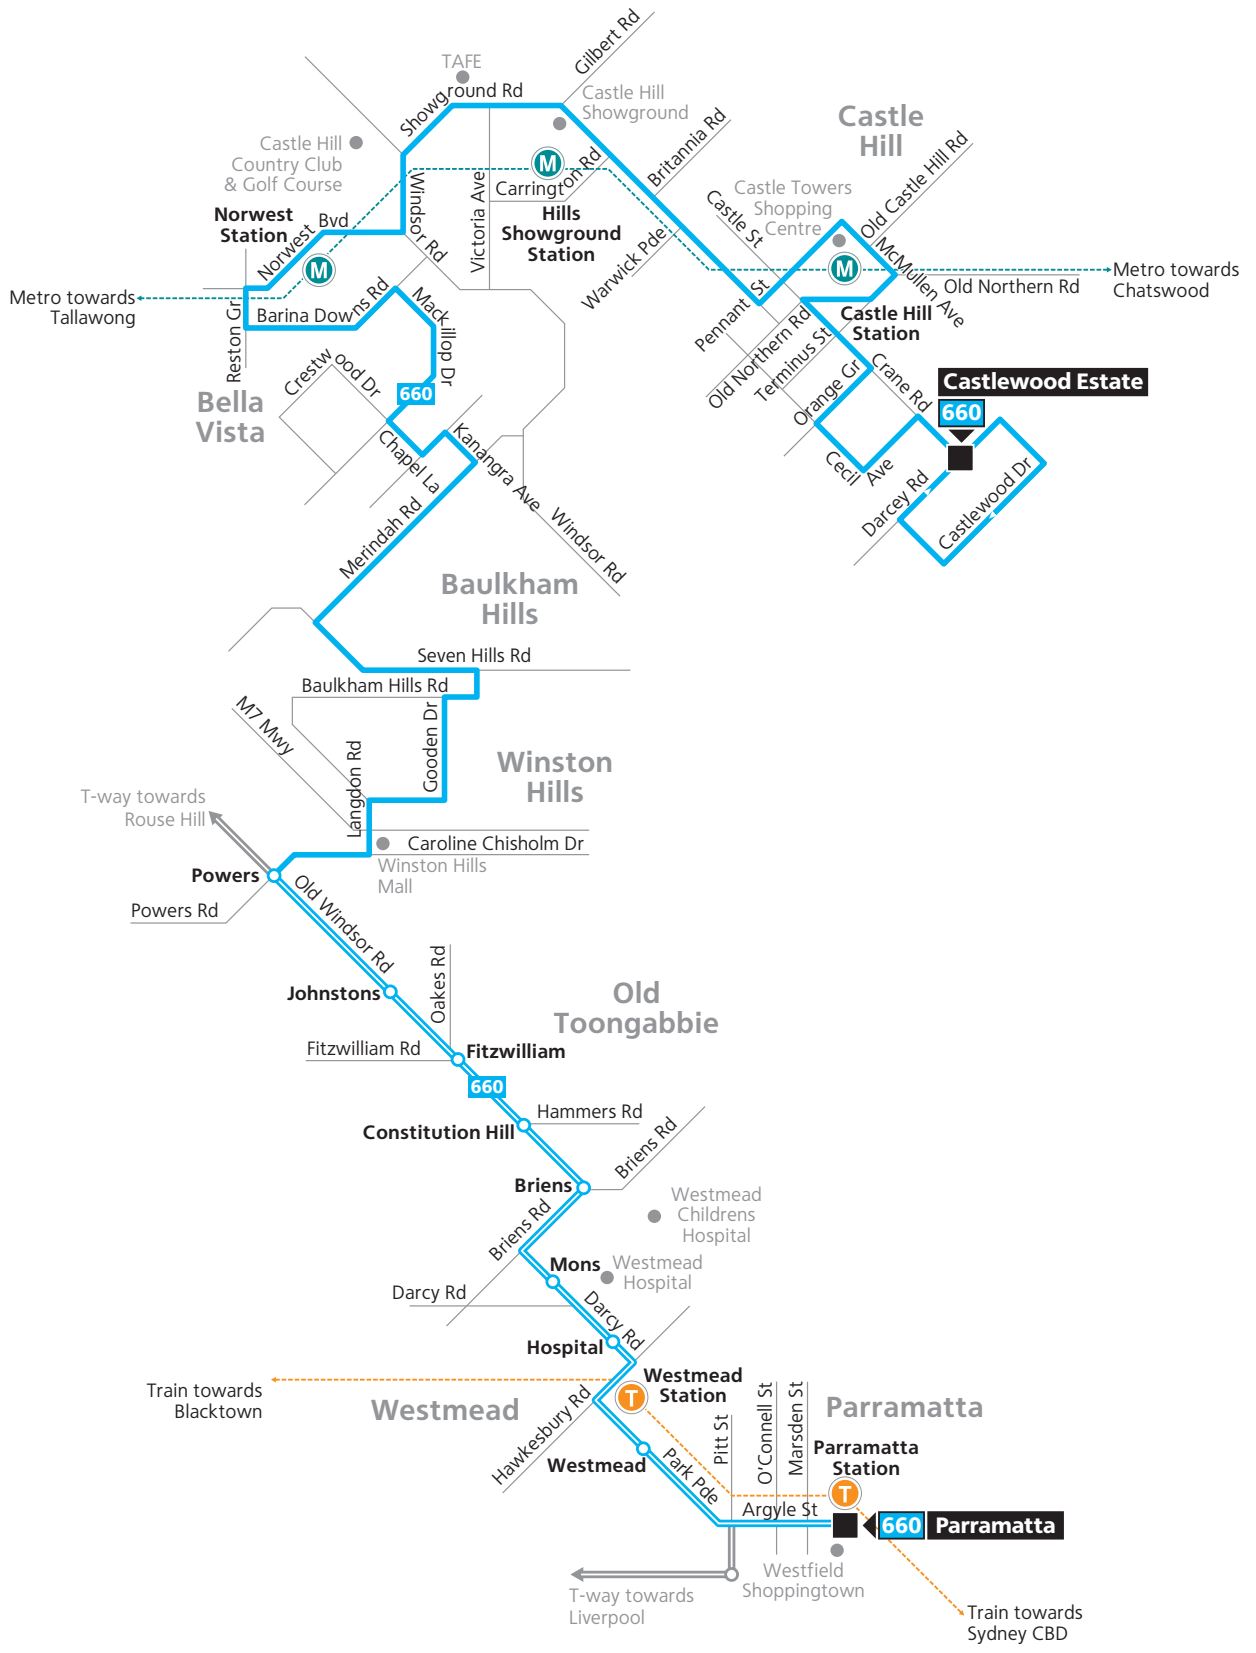 Gilbert Rd
TAFE
Showground Rd
Castle Hill
Showground
Castle
Hill
Britannia Rd
Old Castle Hill Rd
Castle Hill
Country Club
& Golf Course
M
Carrington Rd
Windsor Rd
Victoria Ave
Castle Towers
Shopping
Centre
Castle St
Norwest
Station
Norwest Bvd
Hills
Showground
Station
Warwick Pde
McMullen Ave
M
M
Metro towards
Tallawong
Metro towards
Chatswood
Old Northern Rd
Reston Gr
Barina Downs Rd
Mackillop Dr
Pennant St
Castle Hill
Station
Old Northern Rd
Terminus St
Orange Gr
Crane Rd
Crestwood Dr
Bella
Vista
660
Castlewood Estate
660
Chapel La
Kanangra Ave
Cecil Ave
Darcey Rd
Castlewood Dr
Merindah Rd
Windsor Rd
Baulkham
Hills
Seven Hills Rd
Baulkham Hills Rd
M7 Mwy
Gooden Dr
Langdon Rd
Winston
Hills
T-way towards
Rouse Hill
Caroline Chisholm Dr
Winston Hills
Mall
Powers
Powers Rd
Old Windsor Rd
Johnstons
Oakes Rd
Old
Toongabbie
Fitzwilliam Rd
Fitzwilliam
660
Hammers Rd
Constitution Hill
Briens Rd
Briens
Westmead
Childrens
Hospital
Briens Rd
Mons
Westmead
Hospital
Darcy Rd
Darcy Rd
Hospital
Westmead
Station
T
Train towards
Blacktown
Westmead
Hawkesbury Rd
Pitt St
O'Connell St
Marsden St
Parramatta
Parramatta
Station
T
Westmead
Park Pde
Argyle St
660
Parramatta
Westfield
Shoppingtown
T-way towards
Liverpool
Train towards
Sydney CBD